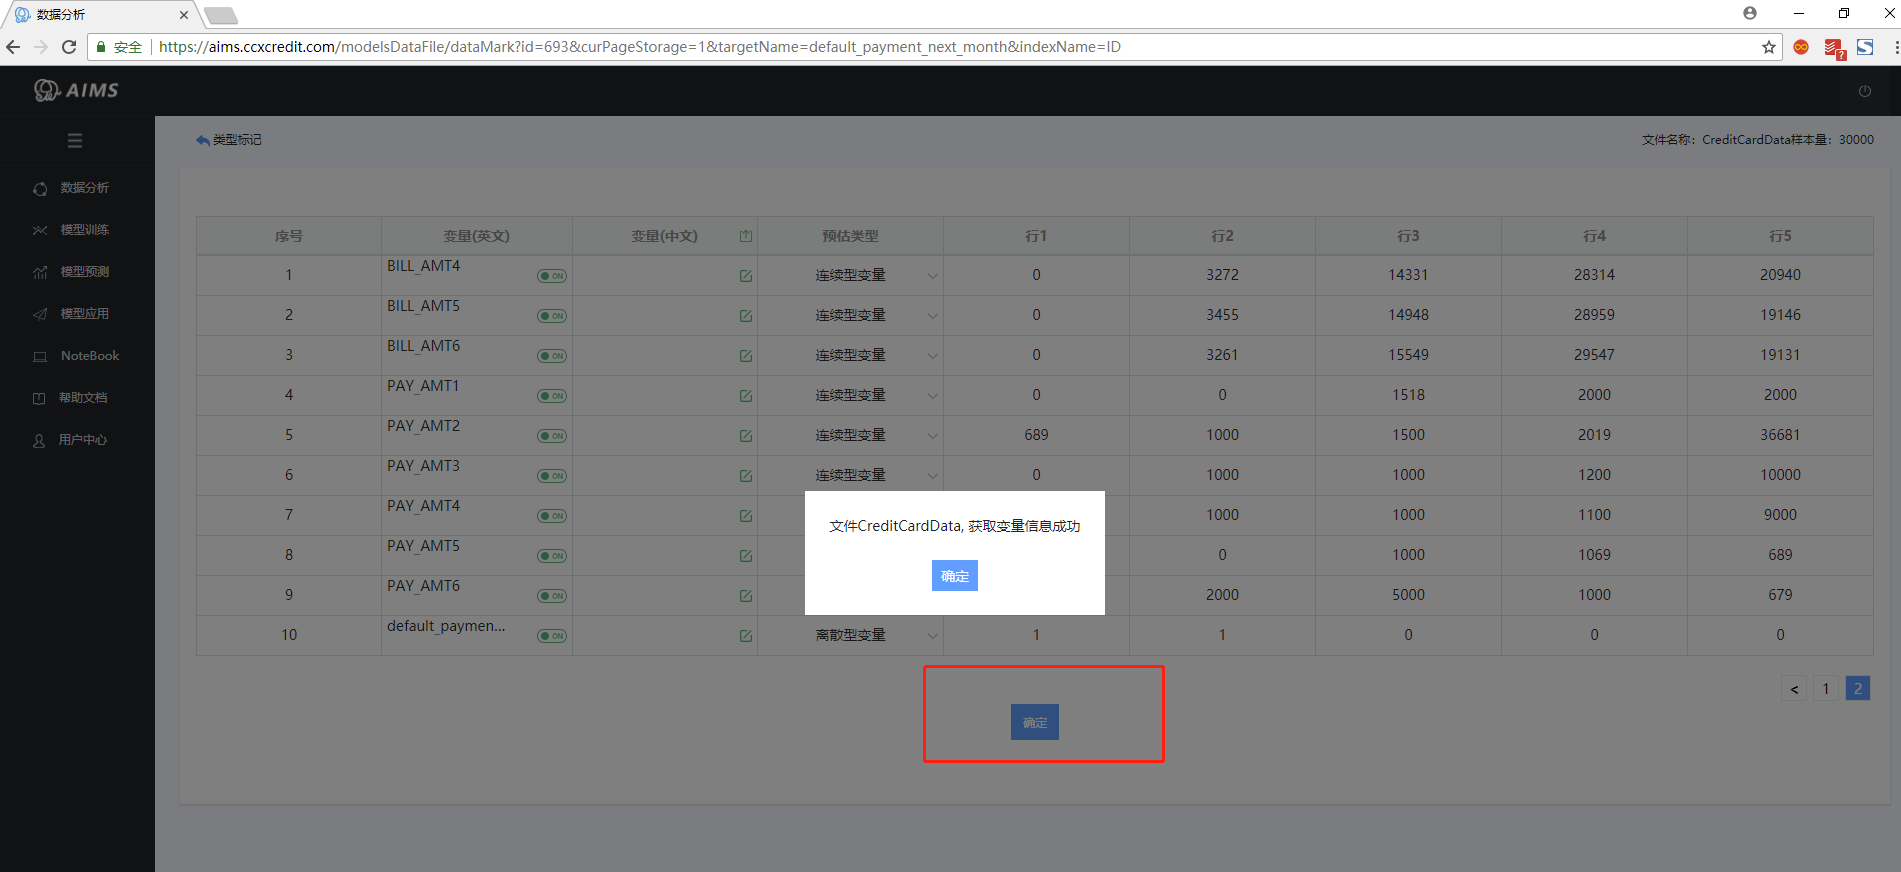 数据分析
安全 https://aims.ccxcredit.com/modelsDataFile/dataMark?id=693&curPageStorage=1&targetName=default_payment_next_month&indexName=ID
AIMS
类型标记
文件名称：CreditCardData样本量：30000
数据分析
模型训练
模型预测
模型应用
NoteBook
帮助文档
用户中心
序号 变量(英文) 变量(中文) 预估类型 行1 行2 行3 行4 行5
1 BILL_AMT4 ON 连续型变量 0 3272 14331 28314 20940
2 BILL_AMT5 ON 连续型变量 0 3455 14948 28959 19146
3 BILL_AMT6 ON 连续型变量 0 3261 15549 29547 19131
4 PAY_AMT1 ON 连续型变量 0 0 1518 2000 2000
5 PAY_AMT2 ON 连续型变量 689 1000 1500 2019 36681
6 PAY_AMT3 ON 连续型变量 0 1000 1000 1200 10000
7 PAY_AMT4 ON 1000 1000 1100 9000
8 PAY_AMT5 ON 0 1000 1069 689
9 PAY_AMT6 ON 2000 5000 1000 679
10 default_paymen... ON 离散型变量 1 1 0 0 0
文件CreditCardData, 获取变量信息成功
确定
< 1 2
确定